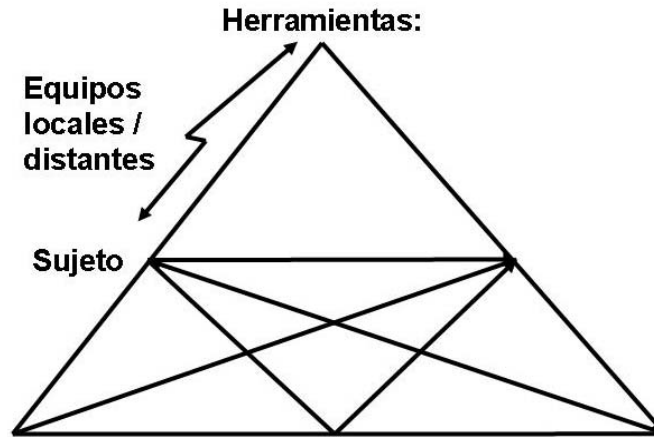 Herramientas:
Equipos
locales /
distantes
Sujeto